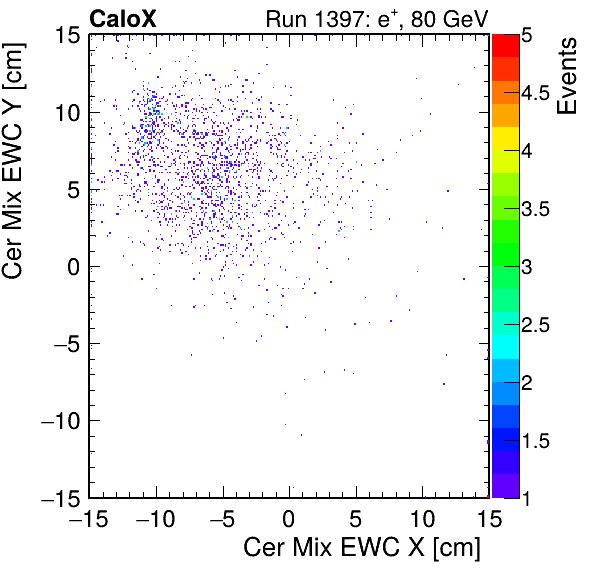 CaloX
Run 1397: e+, 80 GeV
Cer Mix EWC Y [cm]
15
10
5
0
−5
−10
−15
−15 −10 −5 0 5 10 15
Cer Mix EWC X [cm]
Events
5
4.5
4
3.5
3
2.5
2
1.5
1